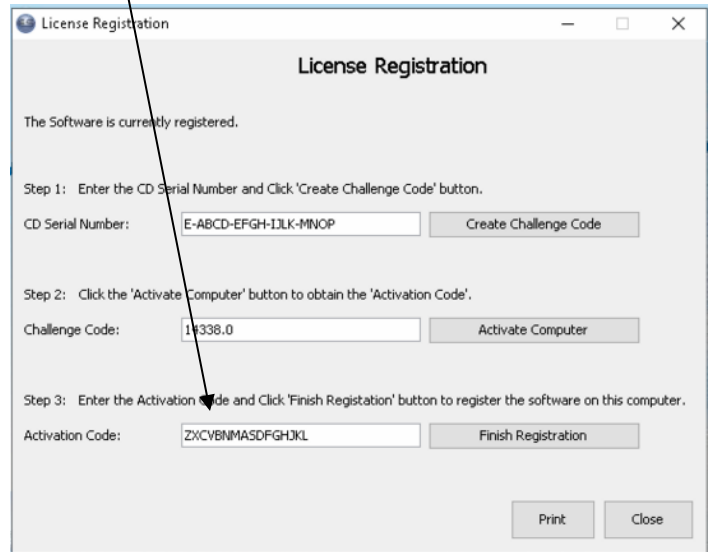 License Registration
License Registration
The Software is currently registered.
Step 1: Enter the CD Serial Number and Click 'Create Challenge Code' button.
CD Serial Number: E-ABCD-EFGH-IJLK-MNOP Create Challenge Code
Step 2: Click the 'Activate Computer' button to obtain the 'Activation Code'.
Challenge Code: 14338.0 Activate Computer
Step 3: Enter the Activation Code and Click 'Finish Registation' button to register the software on this computer.
Activation Code: ZXCVBNMASDFGHJKL Finish Registration
Print Close